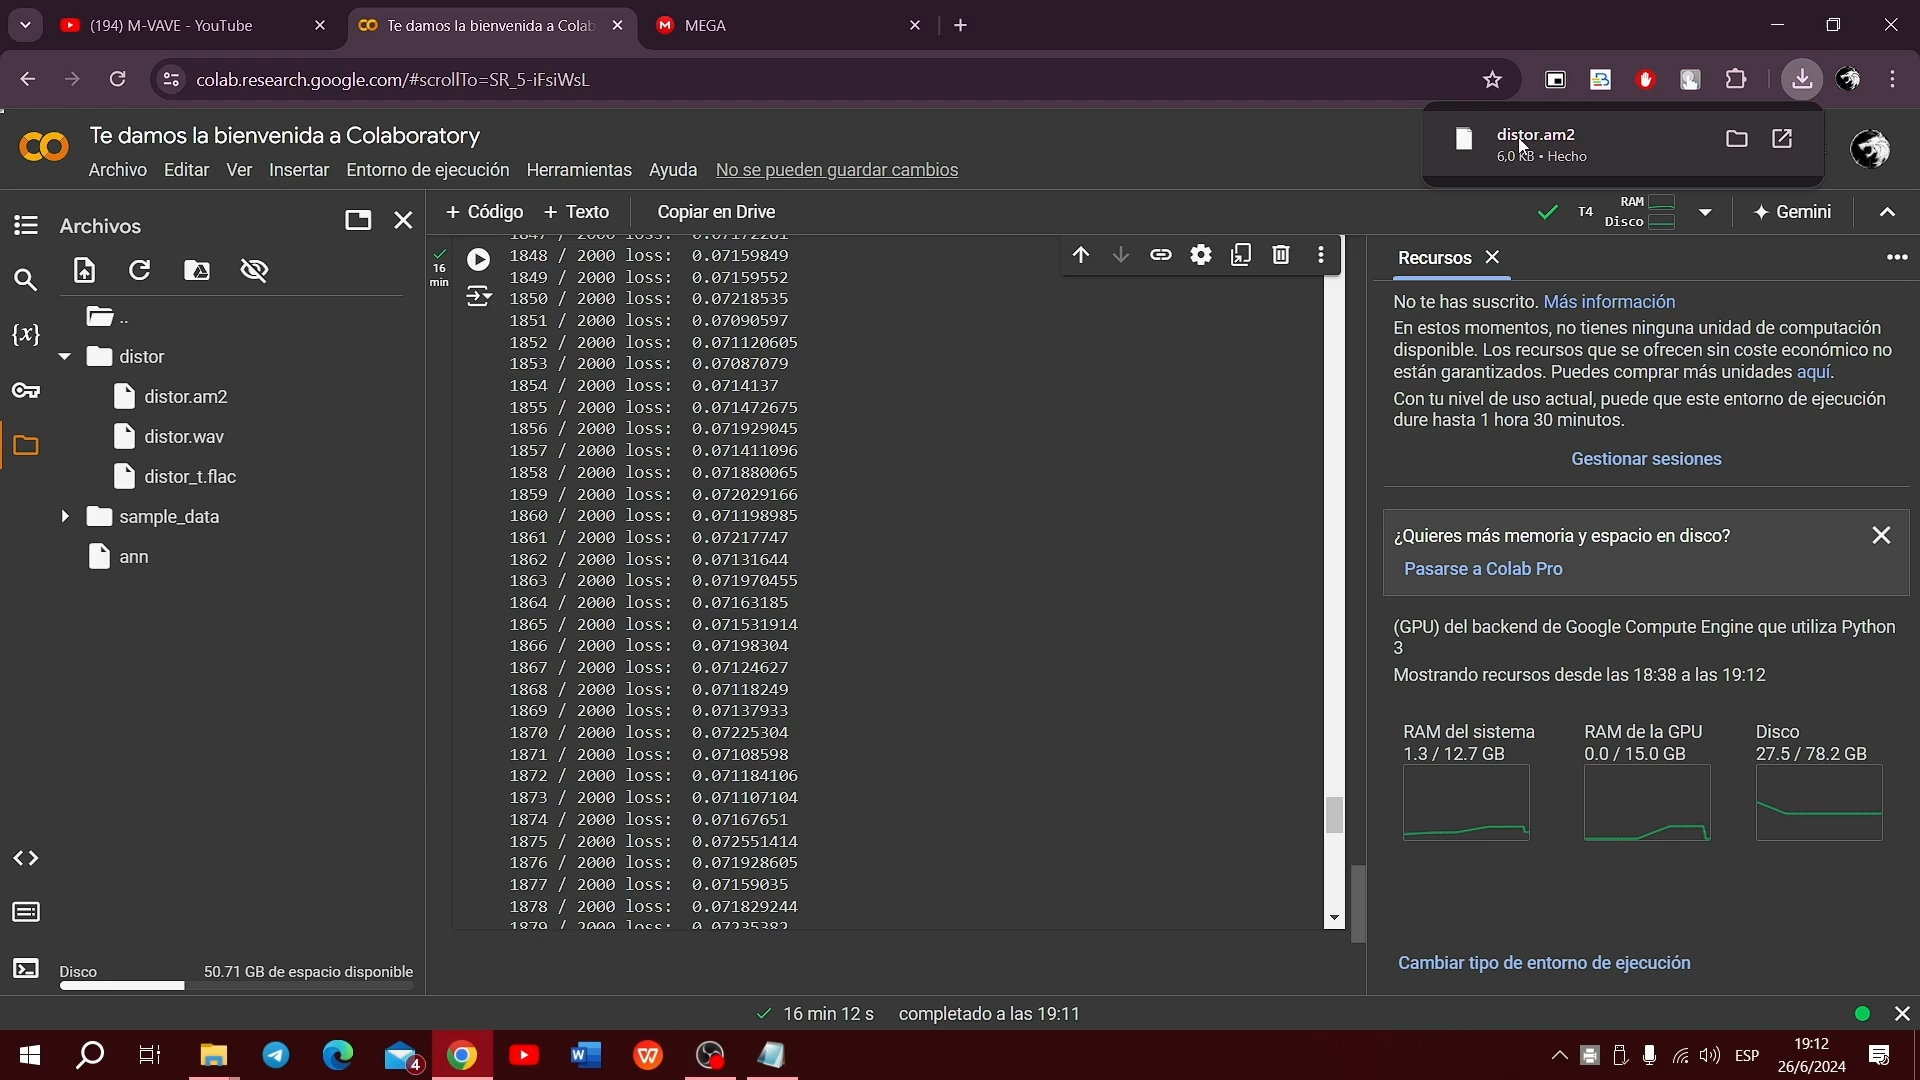 (194) M-VAVE - YouTube
Te damos la bienvenida a Colab
MEGA
colab.research.google.com/#scrollTo=SR_5-iFsiWsL
Te damos la bienvenida a Colaboratory
distor.am2
6,0 KB • Hecho
Archivo Editar Ver Insertar Entorno de ejecución Herramientas Ayuda No se pueden guardar cambios
Archivos
+ Código + Texto Copiar en Drive
T4 RAM
Disco
Gemini
..
distor
distor.am2
distor.wav
distor_t.flac
sample_data
ann
Disco 50.71 GB de espacio disponible
16
min
1847 / 2000 loss: 0.07172281
1848 / 2000 loss: 0.07159849
1849 / 2000 loss: 0.07159552
1850 / 2000 loss: 0.07218535
1851 / 2000 loss: 0.07090597
1852 / 2000 loss: 0.071120605
1853 / 2000 loss: 0.07087079
1854 / 2000 loss: 0.0714137
1855 / 2000 loss: 0.071472675
1856 / 2000 loss: 0.071929045
1857 / 2000 loss: 0.071411096
1858 / 2000 loss: 0.071880065
1859 / 2000 loss: 0.072029166
1860 / 2000 loss: 0.071198985
1861 / 2000 loss: 0.07217747
1862 / 2000 loss: 0.07131644
1863 / 2000 loss: 0.071970455
1864 / 2000 loss: 0.07163185
1865 / 2000 loss: 0.071531914
1866 / 2000 loss: 0.07198304
1867 / 2000 loss: 0.07124627
1868 / 2000 loss: 0.07118249
1869 / 2000 loss: 0.07137933
1870 / 2000 loss: 0.07225304
1871 / 2000 loss: 0.07108598
1872 / 2000 loss: 0.071184106
1873 / 2000 loss: 0.071107104
1874 / 2000 loss: 0.07167651
1875 / 2000 loss: 0.072551414
1876 / 2000 loss: 0.071928605
1877 / 2000 loss: 0.07159035
1878 / 2000 loss: 0.071829244
1879 / 2000 loss: 0.07235382
Recursos
No te has suscrito. Más información
En estos momentos, no tienes ninguna unidad de computación
disponible. Los recursos que se ofrecen sin coste económico no
están garantizados. Puedes comprar más unidades aquí.
Con tu nivel de uso actual, puede que este entorno de ejecución
dure hasta 1 hora 30 minutos.
Gestionar sesiones
¿Quieres más memoria y espacio en disco?
Pasarse a Colab Pro
(GPU) del backend de Google Compute Engine que utiliza Python
3
Mostrando recursos desde las 18:38 a las 19:12
RAM del sistema
1.3 / 12.7 GB
RAM de la GPU
0.0 / 15.0 GB
Disco
27.5 / 78.2 GB
Cambiar tipo de entorno de ejecución
16 min 12 s completado a las 19:11
4
ESP
19:12
26/6/2024